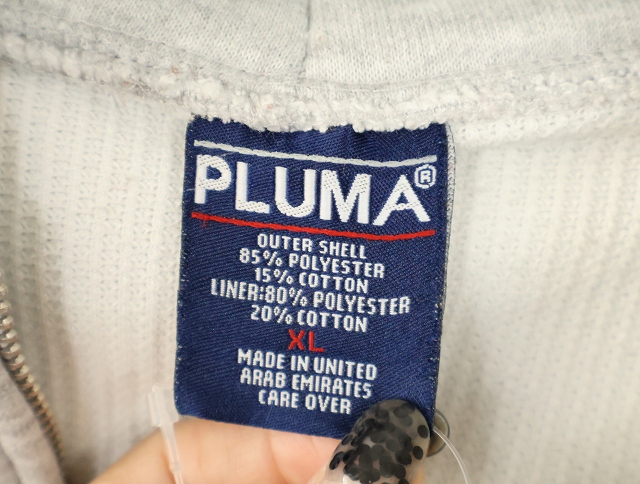 PLUMA®
OUTER SHELL
85% POLYESTER
15% COTTON
LINER:80% POLYESTER
20% COTTON
XL
MADE IN UNITED
ARAB EMIRATES
CARE OVER